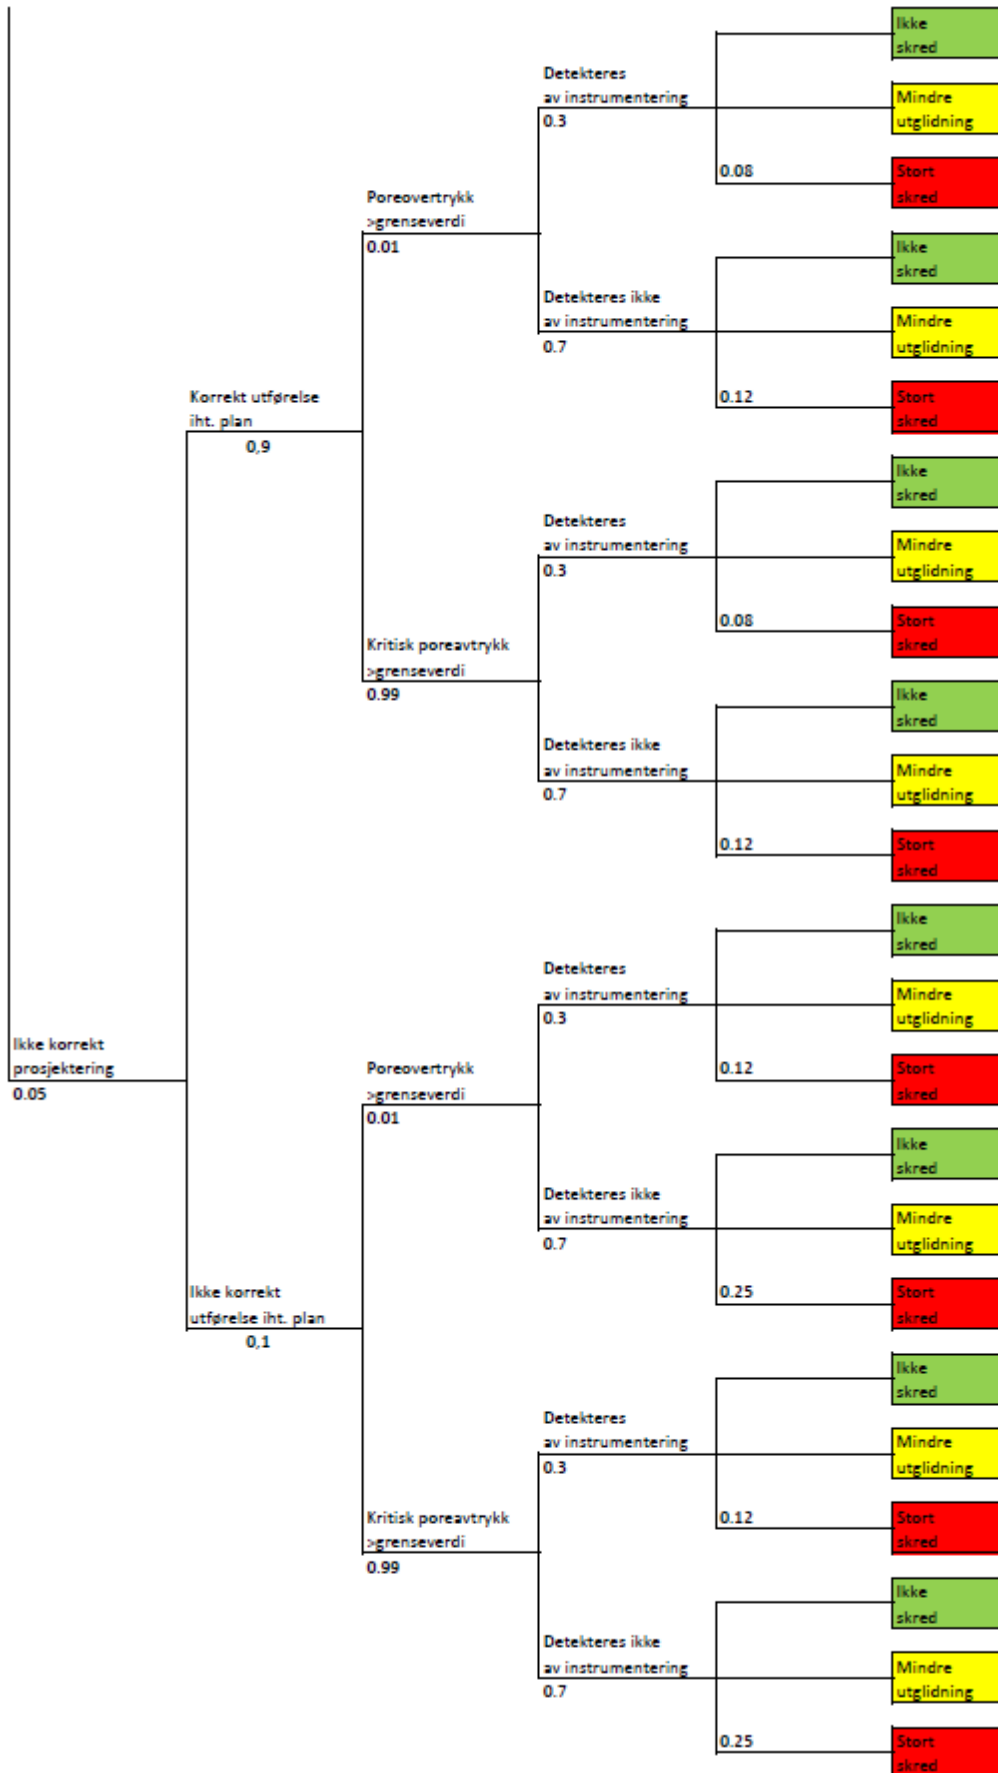 Ikke
skred
Detekteres
av instrumentering
0.3
Mindre
utglidning
0.08
Stort
skred
Poreovertrykk
>grenseverdi
0.01
Ikke
skred
Detekteres ikke
av instrumentering
0.7
Mindre
utglidning
0.12
Stort
skred
Korrekt utførelse
iht. plan
0,9
Ikke
skred
Detekteres
av instrumentering
0.3
Mindre
utglidning
0.08
Stort
skred
Kritisk poreavtrykk
>grenseverdi
0.99
Ikke
skred
Detekteres ikke
av instrumentering
0.7
Mindre
utglidning
0.12
Stort
skred
Ikke
skred
Detekteres
av instrumentering
0.3
Mindre
utglidning
Ikke korrekt
prosjektering
0.05
0.12
Stort
skred
Poreovertrykk
>grenseverdi
0.01
Ikke
skred
Detekteres ikke
av instrumentering
0.7
Mindre
utglidning
0.25
Stort
skred
Ikke korrekt
utførelse iht. plan
0,1
Ikke
skred
Detekteres
av instrumentering
0.3
Mindre
utglidning
0.12
Stort
skred
Kritisk poreavtrykk
>grenseverdi
0.99
Ikke
skred
Detekteres ikke
av instrumentering
0.7
Mindre
utglidning
0.25
Stort
skred